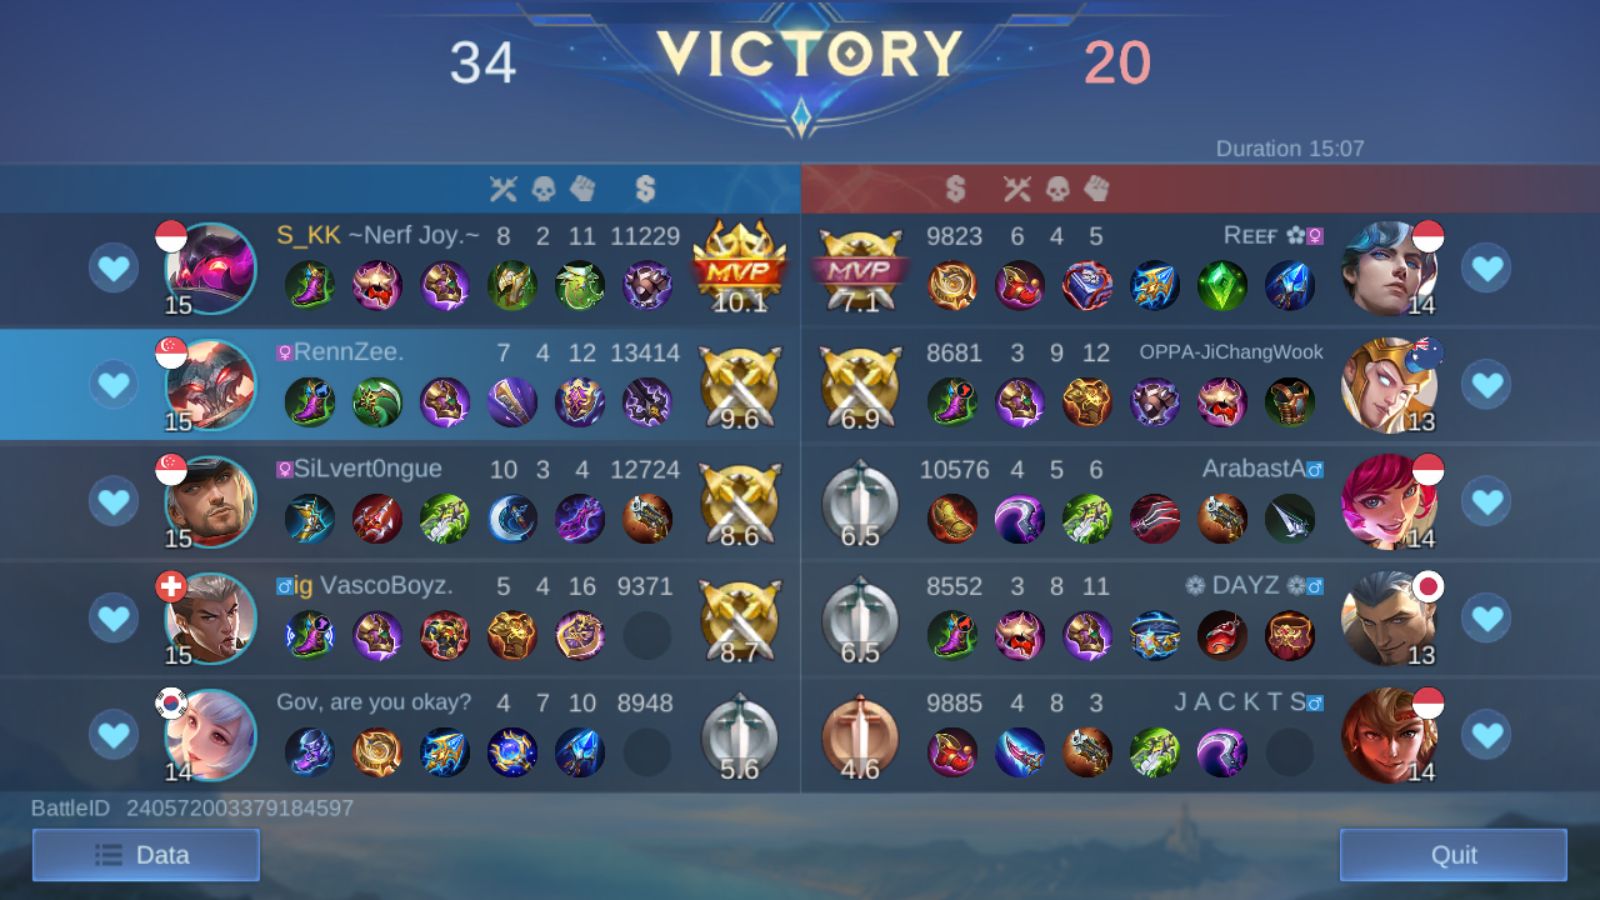 34 VICTORY 20
Duration 15:07
S_KK ~Nerf Joy.~ 8 2 11 11229 MVP 10.1 15
MVP 7.1 9823 6 4 5 Rᴇᴇғ ✿♀ 14
♀RennZee. 7 4 12 13414 9.6 15
6.9 8681 3 9 12 OPPA-JiChangWook 13
♀SiLvert0ngue 10 3 4 12724 8.6 15
6.5 10576 4 5 6 ArabastA♂ 14
♂ig VascoBoyz. 5 4 16 9371 8.7 15
6.5 8552 3 8 11 ❁ DAYZ ❁♂ 13
Gov, are you okay? 4 7 10 8948 5.6 14
4.6 9885 4 8 3 J A C K T S♂ 14
BattleID 240572003379184597
Data
Quit